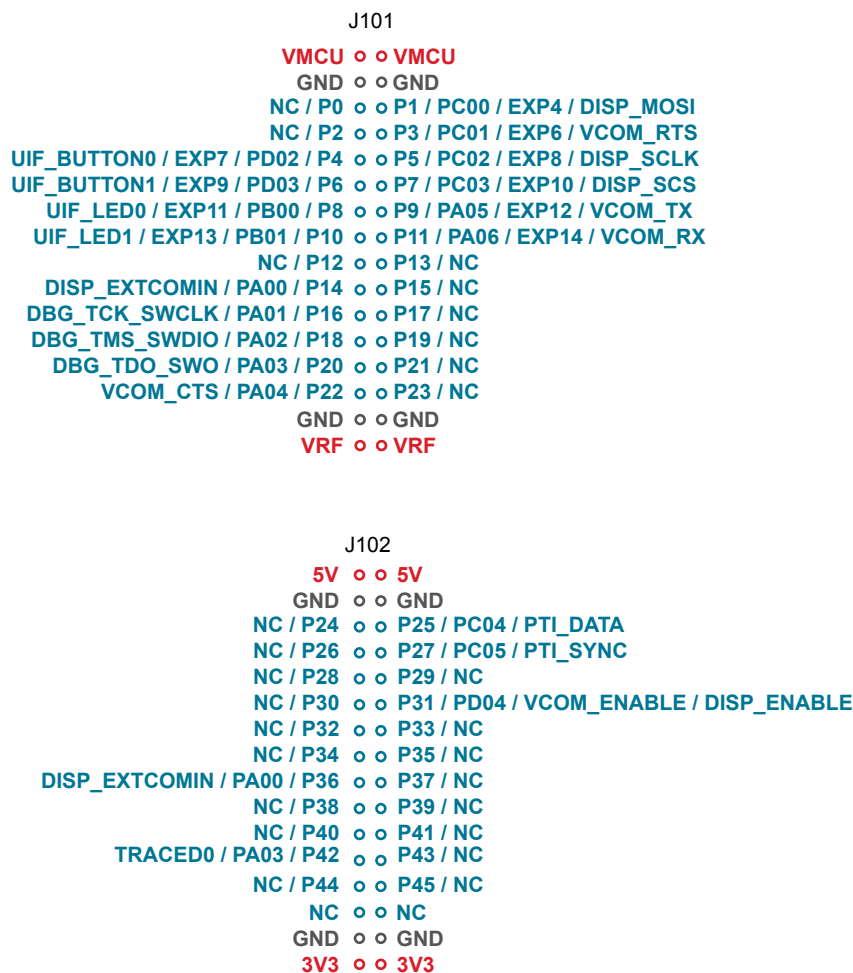 J101
VMCU VMCU
GND GND
NC / P0 P1 / PC00 / EXP4 / DISP_MOSI
NC / P2 P3 / PC01 / EXP6 / VCOM_RTS
UIF_BUTTON0 / EXP7 / PD02 / P4 P5 / PC02 / EXP8 / DISP_SCLK
UIF_BUTTON1 / EXP9 / PD03 / P6 P7 / PC03 / EXP10 / DISP_SCS
UIF_LED0 / EXP11 / PB00 / P8 P9 / PA05 / EXP12 / VCOM_TX
UIF_LED1 / EXP13 / PB01 / P10 P11 / PA06 / EXP14 / VCOM_RX
NC / P12 P13 / NC
DISP_EXTCOMIN / PA00 / P14 P15 / NC
DBG_TCK_SWCLK / PA01 / P16 P17 / NC
DBG_TMS_SWDIO / PA02 / P18 P19 / NC
DBG_TDO_SWO / PA03 / P20 P21 / NC
VCOM_CTS / PA04 / P22 P23 / NC
GND GND
VRF VRF
J102
5V 5V
GND GND
NC / P24 P25 / PC04 / PTI_DATA
NC / P26 P27 / PC05 / PTI_SYNC
NC / P28 P29 / NC
NC / P30 P31 / PD04 / VCOM_ENABLE / DISP_ENABLE
NC / P32 P33 / NC
NC / P34 P35 / NC
DISP_EXTCOMIN / PA00 / P36 P37 / NC
NC / P38 P39 / NC
NC / P40 P41 / NC
TRACED0 / PA03 / P42 P43 / NC
NC / P44 P45 / NC
NC NC
GND GND
3V3 3V3